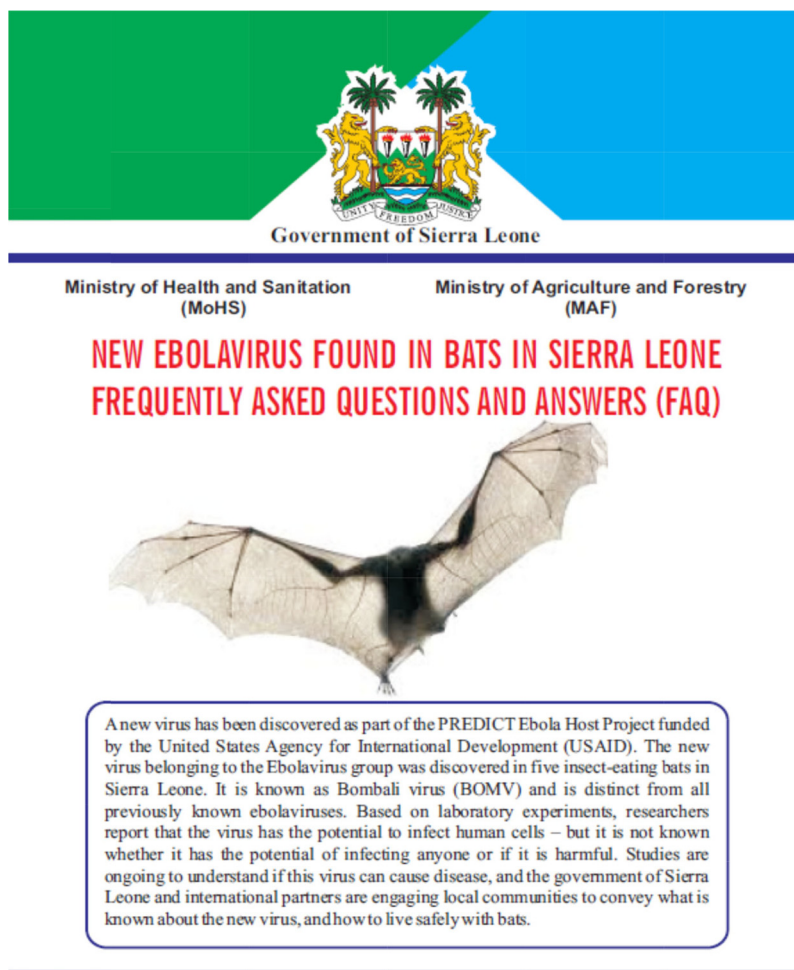 UNITY FREEDOM JUSTICE
Government of Sierra Leone
Ministry of Health and Sanitation
(MoHS)
Ministry of Agriculture and Forestry
(MAF)
NEW EBOLAVIRUS FOUND IN BATS IN SIERRA LEONE
FREQUENTLY ASKED QUESTIONS AND ANSWERS (FAQ)
A new virus has been discovered as part of the PREDICT Ebola Host Project funded
by the United States Agency for International Development (USAID). The new
virus belonging to the Ebolavirus group was discovered in five insect-eating bats in
Sierra Leone. It is known as Bombali virus (BOMV) and is distinct from all
previously known ebolaviruses. Based on laboratory experiments, researchers
report that the virus has the potential to infect human cells – but it is not known
whether it has the potential of infecting anyone or if it is harmful. Studies are
ongoing to understand if this virus can cause disease, and the government of Sierra
Leone and international partners are engaging local communities to convey what is
known about the new virus, and how to live safely with bats.